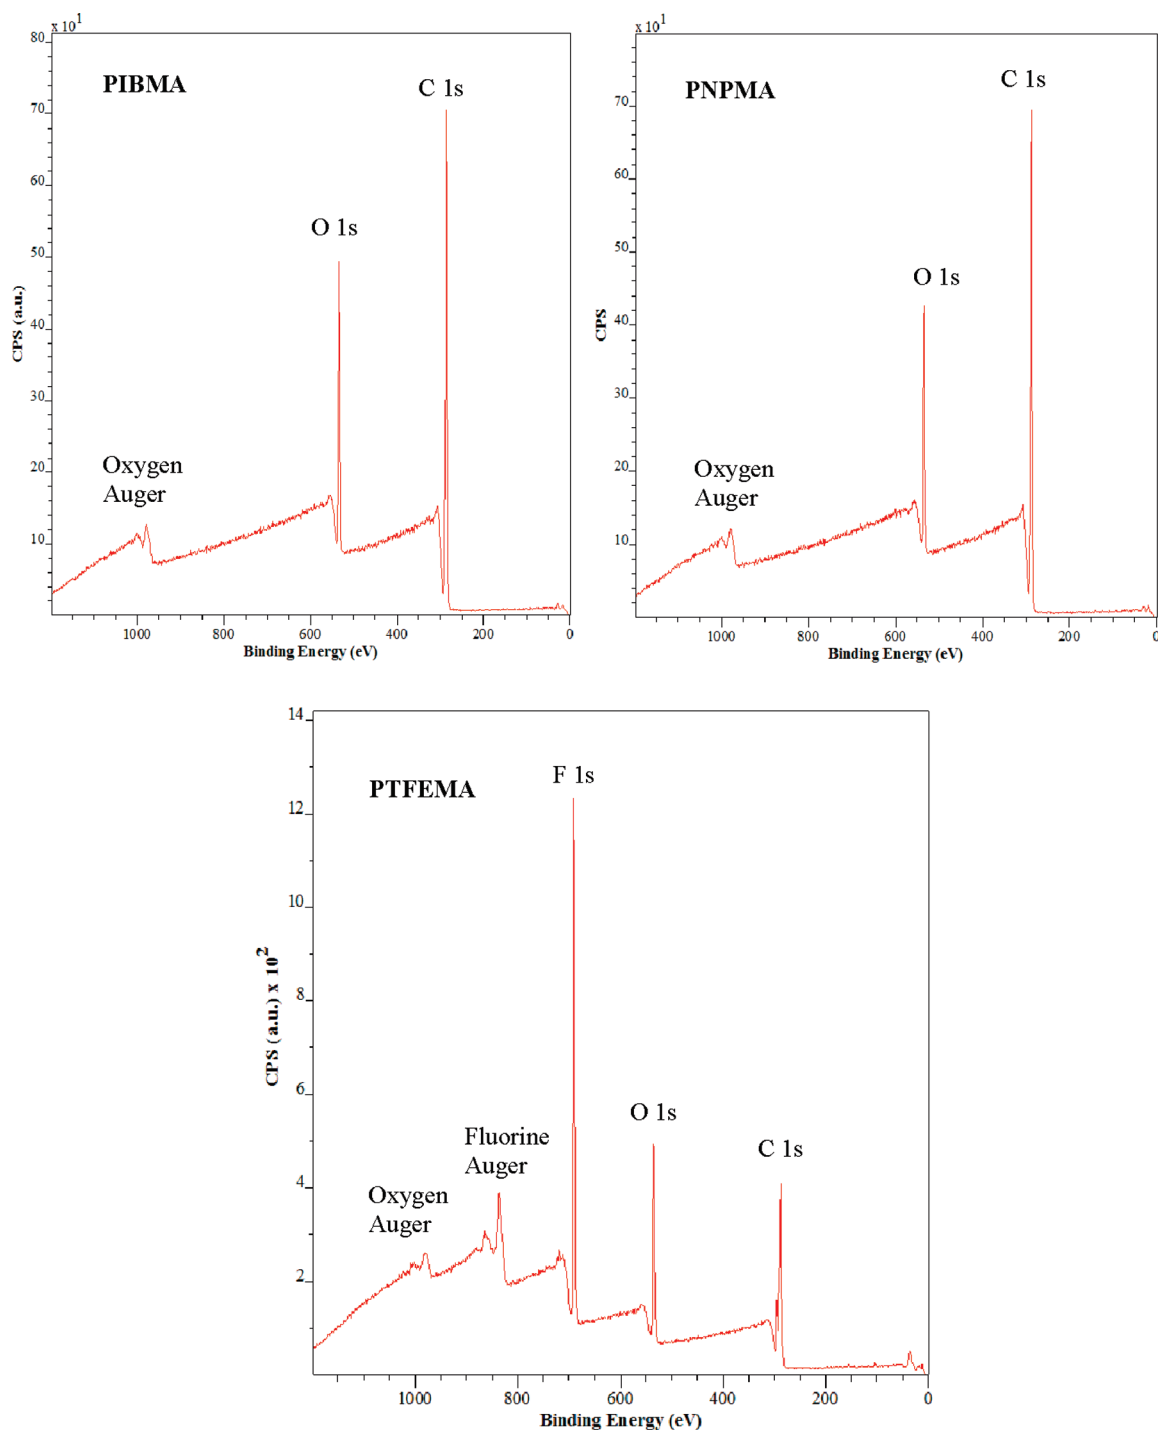 x 10¹
80
70
60
50
40
30
20
10
CPS (a.u.)
PIBMA
C 1s
O 1s
Oxygen
Auger
1000
800
600
400
200
0
Binding Energy (eV)
x 10¹
70
60
50
40
30
20
10
CPS
PNPMA
C 1s
O 1s
Oxygen
Auger
1000
800
600
400
200
0
Binding Energy (eV)
14
12
10
8
6
4
2
CPS (a.u.) x 10²
PTFEMA
F 1s
O 1s
C 1s
Fluorine
Auger
Oxygen
Auger
1000
800
600
400
200
0
Binding Energy (eV)